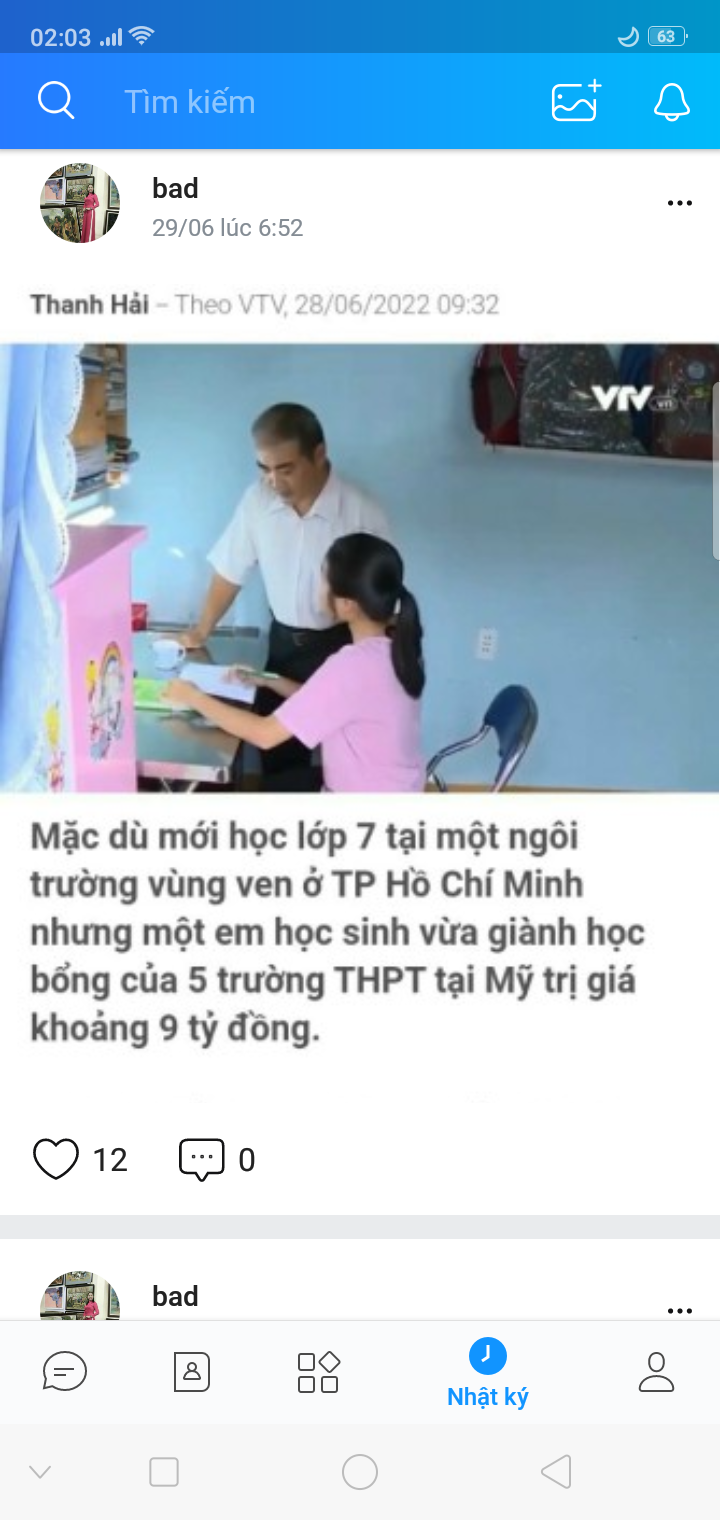 02:03
63
Tìm kiếm
bad
29/06 lúc 6:52
Thanh Hải – Theo VTV, 28/06/2022 09:32
VTV.vn
Mặc dù mới học lớp 7 tại một ngôi
trường vùng ven ở TP Hồ Chí Minh
nhưng một em học sinh vừa giành học
bổng của 5 trường THPT tại Mỹ trị giá
khoảng 9 tỷ đồng.
12
0
bad
Nhật ký